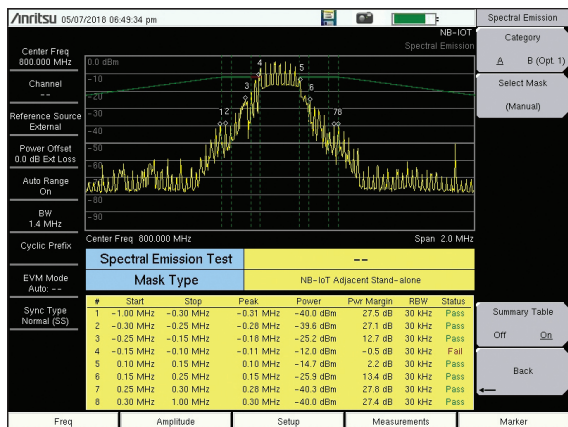 Anritsu 05/07/2018 06:49:34 pm
Spectral Emission
NB-IOT
Spectral Emission
Center Freq
800.000 MHz
Channel
--
Reference Source
External
Power Offset
0.0 dB Ext Loss
Auto Range
On
BW
1.4 MHz
Cyclic Prefix
EVM Mode
Auto: --
Sync Type
Normal (SS)
0.0 dBm
-10
-20
-30
-40
-50
-60
-70
-80
-90
1 2 3 4 5 6 7 8
Center Freq 800.000 MHz Span 2.0 MHz
Spectral Emission Test --
Mask Type NB-IoT Adjacent Stand-alone
# Start Stop Peak Power Pwr Margin RBW Status
1 -1.00 MHz -0.30 MHz -0.31 MHz -40.0 dBm 27.5 dB 30 kHz Pass
2 -0.30 MHz -0.25 MHz -0.28 MHz -39.6 dBm 27.1 dB 30 kHz Pass
3 -0.25 MHz -0.15 MHz -0.18 MHz -25.2 dBm 12.7 dB 30 kHz Pass
4 -0.15 MHz -0.10 MHz -0.11 MHz -12.0 dBm -0.5 dB 30 kHz Fail
5 0.10 MHz 0.15 MHz 0.10 MHz -14.7 dBm 2.2 dB 30 kHz Pass
6 0.15 MHz 0.25 MHz 0.15 MHz -25.9 dBm 13.4 dB 30 kHz Pass
7 0.25 MHz 0.30 MHz 0.28 MHz -40.3 dBm 27.8 dB 30 kHz Pass
8 0.30 MHz 1.00 MHz 0.30 MHz -40.0 dBm 27.4 dB 30 kHz Pass
Category
A B (Opt. 1)
Select Mask
(Manual)
Summary Table
Off On
Back
Freq Amplitude Setup Measurements Marker